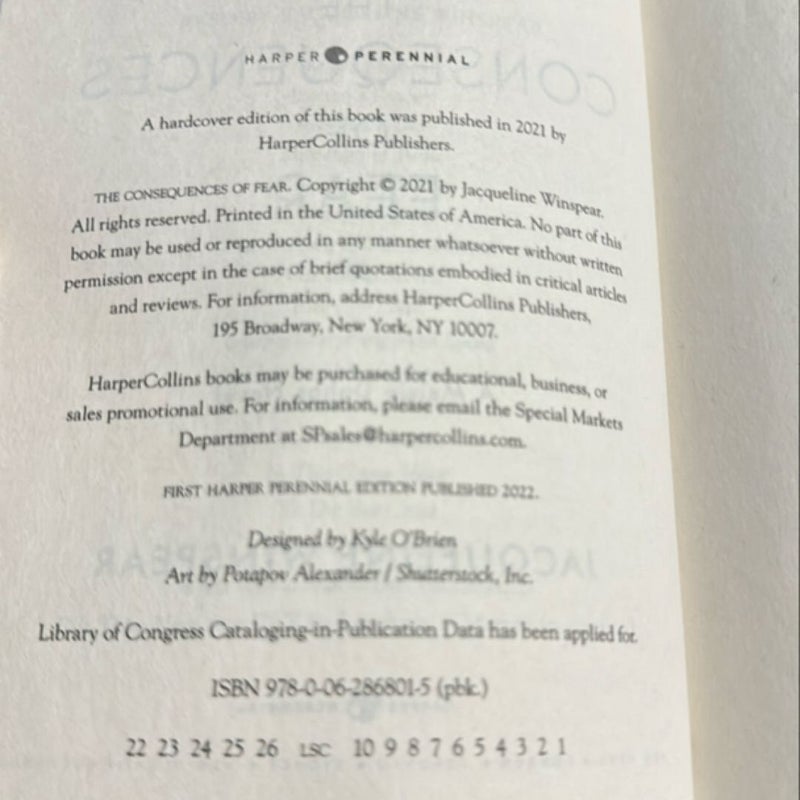 HARPER PERENNIAL
A hardcover edition of this book was published in 2021 by
HarperCollins Publishers.
THE CONSEQUENCES OF FEAR. Copyright © 2021 by Jacqueline Winspear.
All rights reserved. Printed in the United States of America. No part of this
book may be used or reproduced in any manner whatsoever without written
permission except in the case of brief quotations embodied in critical articles
and reviews. For information, address HarperCollins Publishers,
195 Broadway, New York, NY 10007.
HarperCollins books may be purchased for educational, business, or
sales promotional use. For information, please email the Special Markets
Department at SPsales@harpercollins.com.
FIRST HARPER PERENNIAL EDITION PUBLISHED 2022.
Designed by Kyle O'Brien
Art by Potapov Alexander / Shutterstock, Inc.
Library of Congress Cataloging-in-Publication Data has been applied for.
ISBN 978-0-06-286801-5 (pbk.)
22 23 24 25 26 LSC 10 9 8 7 6 5 4 3 2 1